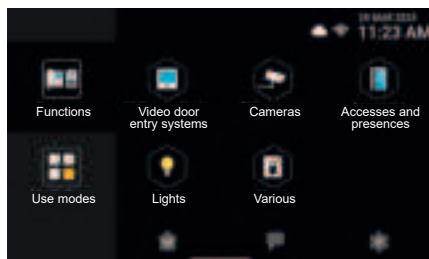 11:23 AM
Functions
Video door
entry systems
Cameras
Accesses and
presences
Use modes
Lights
Various